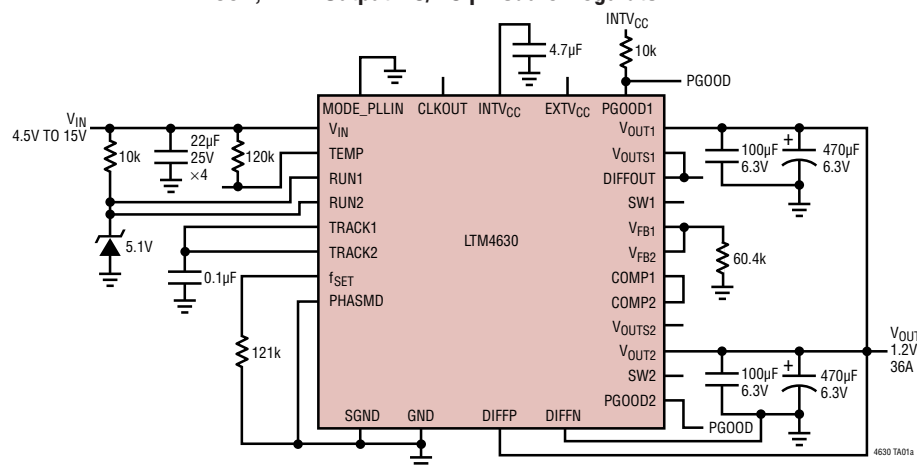 INTVCC
4.7µF
10k
PGOOD
MODE_PLLIN CLKOUT INTVCC EXTVCC PGOOD1
VIN
4.5V TO 15V
10k
22µF
25V
×4
120k
VIN
TEMP
RUN1
RUN2
TRACK1
TRACK2
fSET
PHASMD
5.1V
0.1µF
121k
LTM4630
VOUT1
VOUTS1
DIFFOUT
SW1
VFB1
VFB2
COMP1
COMP2
VOUTS2
VOUT2
SW2
PGOOD2
100µF
6.3V
+
470µF
6.3V
60.4k
VOUT
1.2V
36A
100µF
6.3V
+
470µF
6.3V
PGOOD
SGND GND DIFFP DIFFN
4630 TA01a